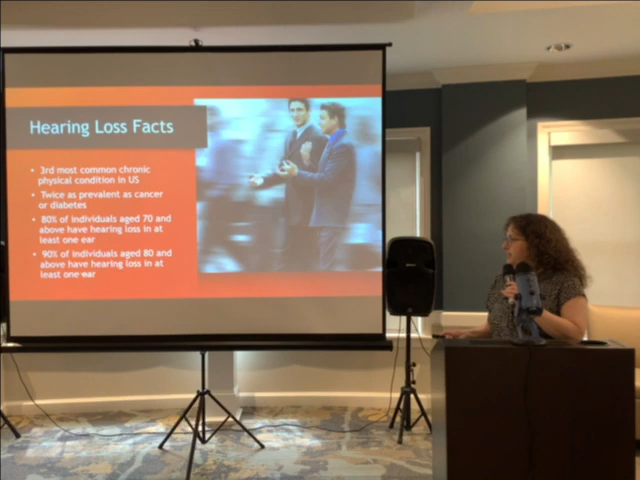 Hearing Loss Facts
• 3rd most common chronic
physical condition in US
• Twice as prevalent as cancer
or diabetes
• 80% of individuals aged 70 and
above have hearing loss in at
least one ear
• 90% of individuals aged 80 and
above have hearing loss in at
least one ear